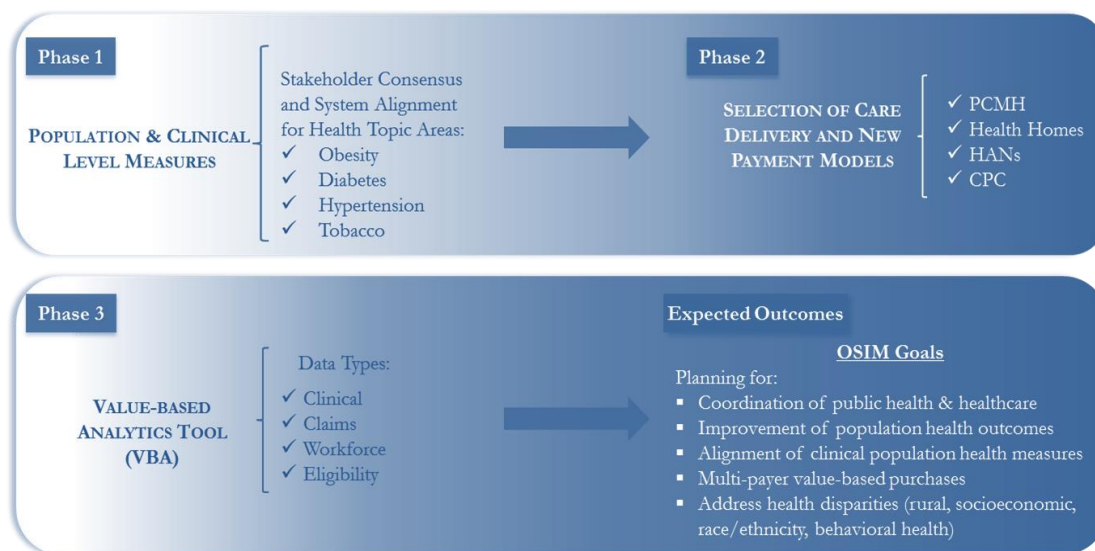 Phase 1
POPULATION & CLINICAL
LEVEL MEASURES
Stakeholder Consensus
and System Alignment
for Health Topic Areas:
✓ Obesity
✓ Diabetes
✓ Hypertension
✓ Tobacco
Phase 2
SELECTION OF CARE
DELIVERY AND NEW
PAYMENT MODELS
✓ PCMH
✓ Health Homes
✓ HANs
✓ CPC
Phase 3
VALUE-BASED
ANALYTICS TOOL
(VBA)
Data Types:
✓ Clinical
✓ Claims
✓ Workforce
✓ Eligibility
Expected Outcomes
OSIM Goals
Planning for:
▪ Coordination of public health & healthcare
▪ Improvement of population health outcomes
▪ Alignment of clinical population health measures
▪ Multi-payer value-based purchases
▪ Address health disparities (rural, socioeconomic,
race/ethnicity, behavioral health)